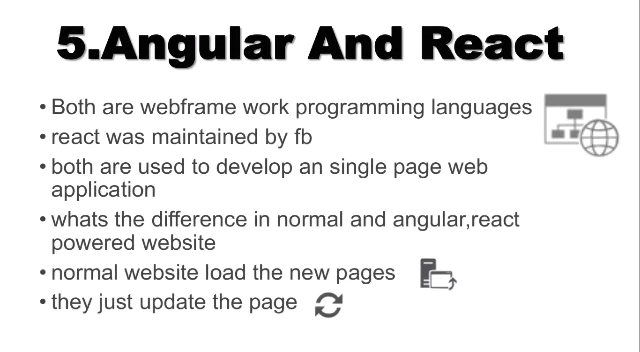 5.Angular And React
• Both are webframe work programming languages
• react was maintained by fb
• both are used to develop an single page web
application
• whats the difference in normal and angular,react
powered website
• normal website load the new pages
• they just update the page